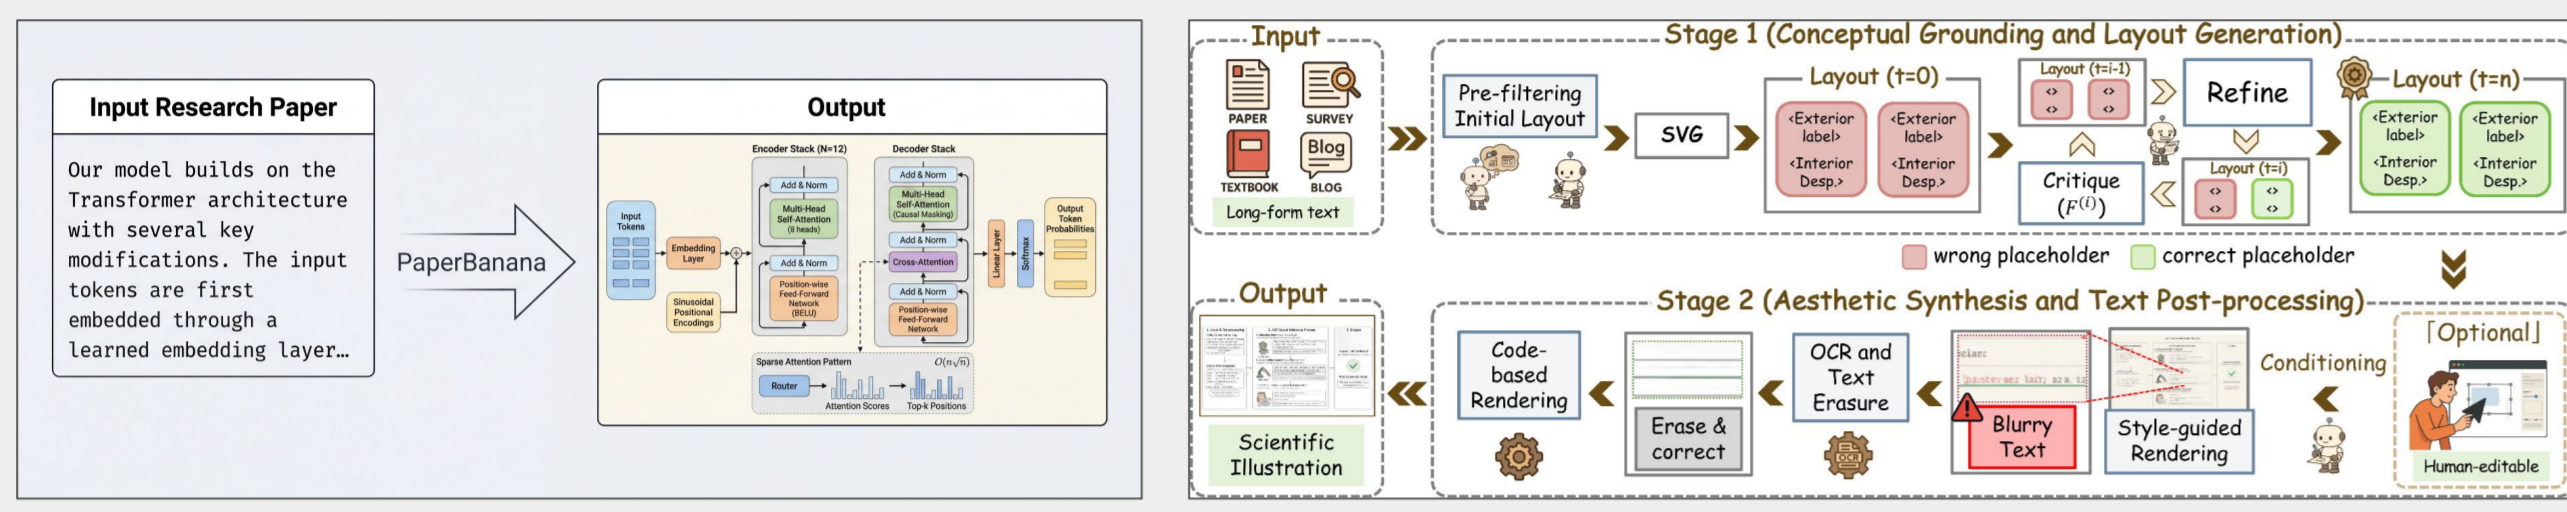 Input Research Paper
Our model builds on the
Transformer architecture
with several key
modifications. The input
tokens are first
embedded through a
learned embedding layer…
PaperBanana
Output
Encoder Stack (N=12)
Decoder Stack
Input
Tokens
Embedding
Layer
Sinusoidal
Positional
Encodings
Add & Norm
Multi-Head
Self-Attention
(8 heads)
Add & Norm
Position-wise
Feed-Forward
Network
(BELU)
Add & Norm
Multi-Head
Self-Attention
(Causal Masking)
Add & Norm
Cross-Attention
Add & Norm
Position-wise
Feed-Forward
Network
Linear Layer
Softmax
Output
Token
Probabilities
Sparse Attention Pattern
O(n√n)
Router
Attention Scores
Top-k Positions
Input
PAPER
SURVEY
TEXTBOOK
Blog
BLOG
Long-form text
Stage 1 (Conceptual Grounding and Layout Generation)
Pre-filtering
Initial Layout
SVG
Layout (t=0)
<Exterior
label>
<Interior
Desp.>
<Exterior
label>
<Interior
Desp.>
Layout (t=i-1)
<>
<>
<>
<>
Refine
Critique
(F(i))
Layout (t=i)
<>
<>
<>
<>
Layout (t=n)
<Exterior
label>
<Interior
Desp.>
<Exterior
label>
<Interior
Desp.>
wrong placeholder
correct placeholder
Stage 2 (Aesthetic Synthesis and Text Post-processing)
「Optional」
Human-editable
Conditioning
Style-guided
Rendering
Blurry
Text
OCR and
Text
Erasure
OCR
Erase &
correct
Code-
based
Rendering
Output
Scientific
Illustration